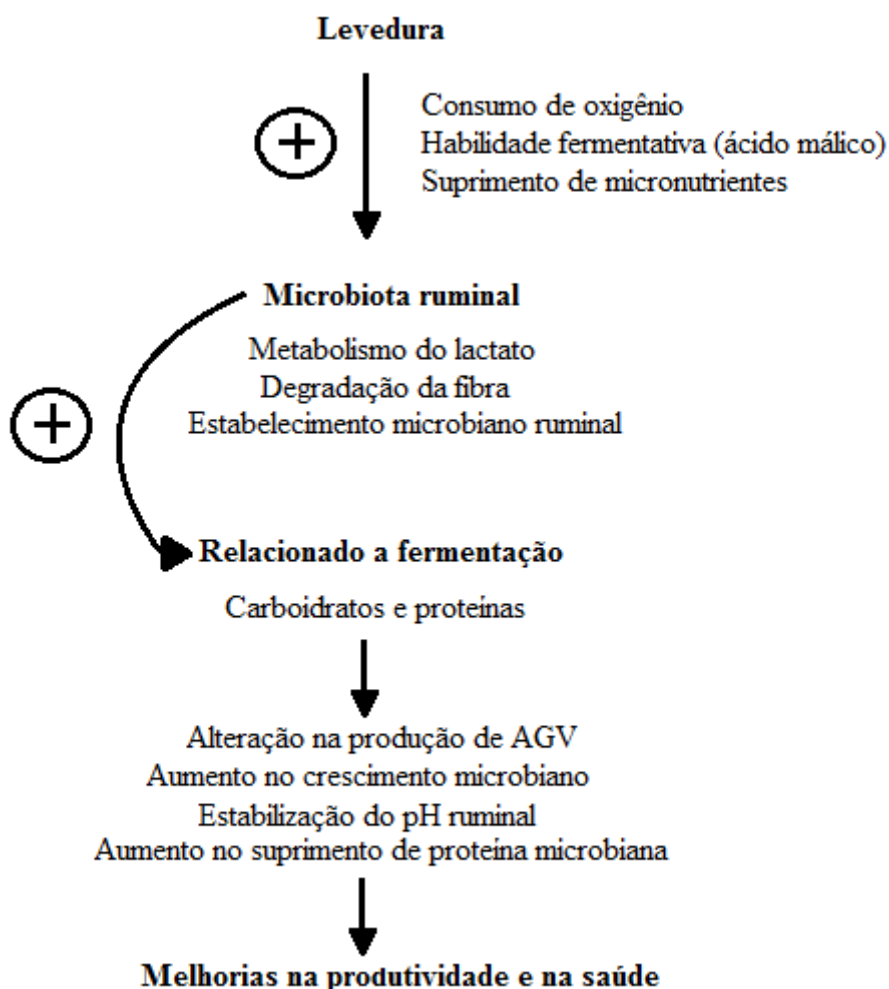 Levedura
+
Consumo de oxigênio
Habilidade fermentativa (ácido málico)
Suprimento de micronutrientes
Microbiota ruminal
Metabolismo do lactato
Degradação da fibra
Estabelecimento microbiano ruminal
+
Relacionado a fermentação
Carboidratos e proteínas
Alteração na produção de AGV
Aumento no crescimento microbiano
Estabilização do pH ruminal
Aumento no suprimento de proteína microbiana
Melhorias na produtividade e na saúde